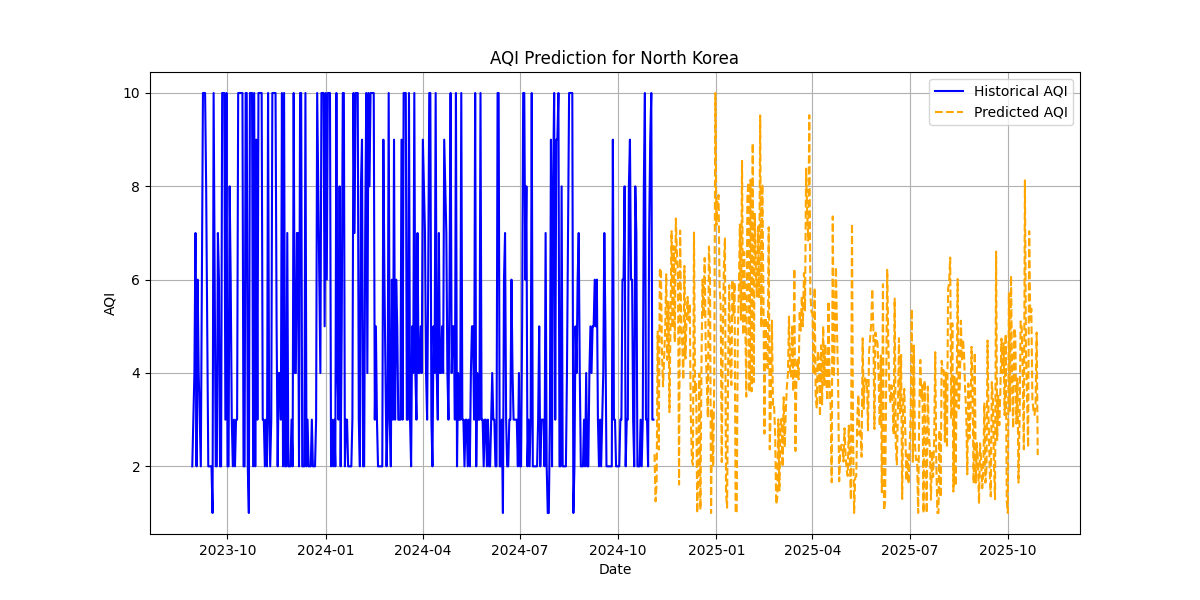 AQI Prediction for North Korea
Historical AQI
Predicted AQI
10
8
6
4
2
AQI
2023-10
2024-01
2024-04
2024-07
2024-10
2025-01
2025-04
2025-07
2025-10
Date